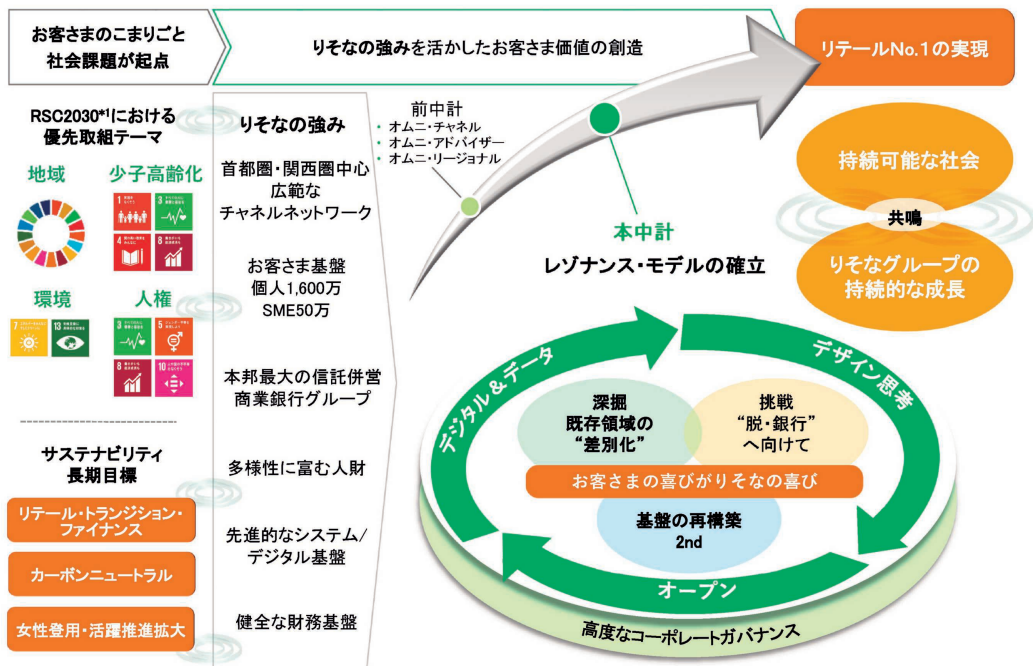 お客さまのこまりごと
社会課題が起点
りそなの強みを活かしたお客さま価値の創造
リテールNo.1の実現
RSC2030*1における
優先取組テーマ
地域
少子高齢化
1
3
4
8
環境
人権
7
13
3
5
8
10
サステナビリティ
長期目標
リテール・トランジション・
ファイナンス
カーボンニュートラル
女性登用・活躍推進拡大
りそなの強み
首都圏・関西圏中心
広範な
チャネルネットワーク
お客さま基盤
個人1,600万
SME50万
本邦最大の信託併営
商業銀行グループ
多様性に富む人財
先進的なシステム/
デジタル基盤
健全な財務基盤
前中計
• オムニ・チャネル
• オムニ・アドバイザー
• オムニ・リージョナル
本中計
レゾナンス・モデルの確立
持続可能な社会
共鳴
りそなグループの
持続的な成長
デジタル&データ
デザイン思考
深掘
既存領域の
“差別化”
挑戦
“脱・銀行”
へ向けて
お客さまの喜びがりそなの喜び
基盤の再構築
2nd
オープン
高度なコーポレートガバナンス